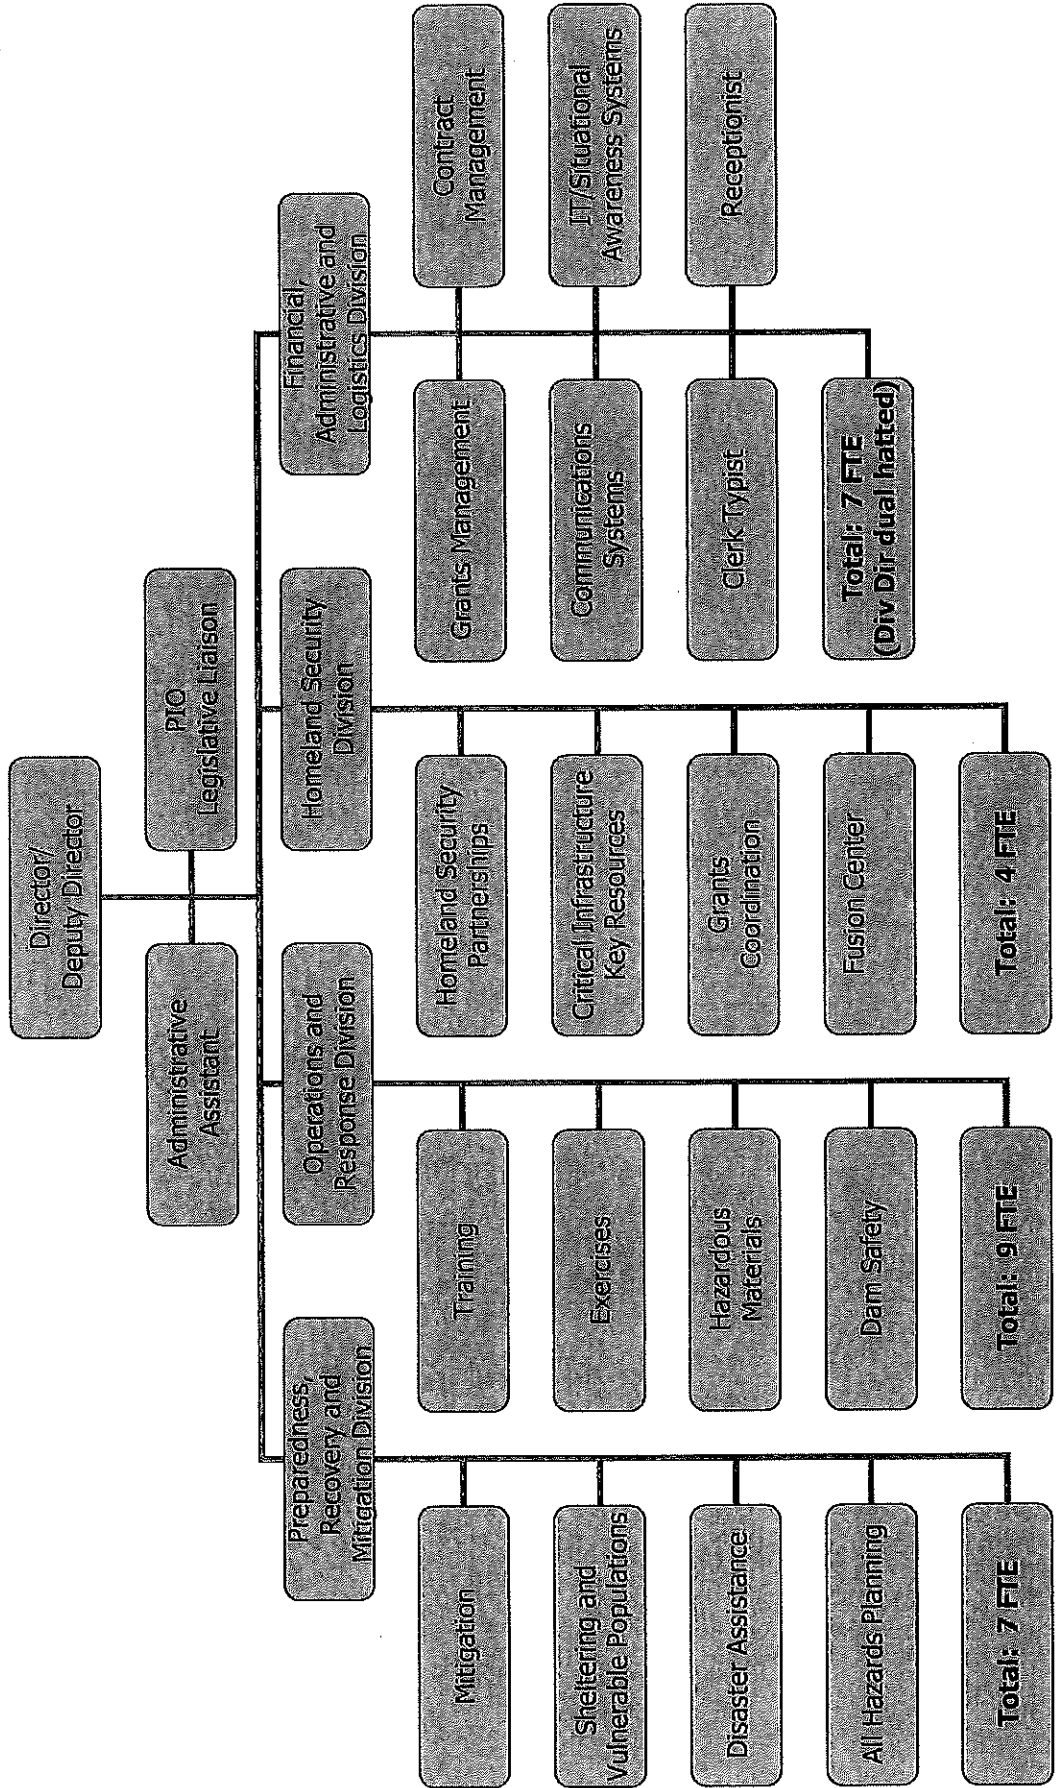 Director/
Deputy Director
Administrative
Assistant
PIO
Legislative Liaison
Preparedness,
Recovery and
Mitigation Division
Mitigation
Sheltering and
Vulnerable Populations
Disaster Assistance
All Hazards Planning
Total: 7 FTE
Operations and
Response Division
Training
Exercises
Hazardous
Materials
Dam Safety
Total: 9 FTE
Homeland Security
Division
Homeland Security
Partnerships
Critical Infrastructure
Key Resources
Grants
Coordination
Fusion Center
Total: 4 FTE
Financial,
Administrative and
Logistics Division
Grants Management
Contract
Management
Communications
Systems
IT/Situational
Awareness Systems
Clerk Typist
Receptionist
Total: 7 FTE
(Div Dir dual hatted)